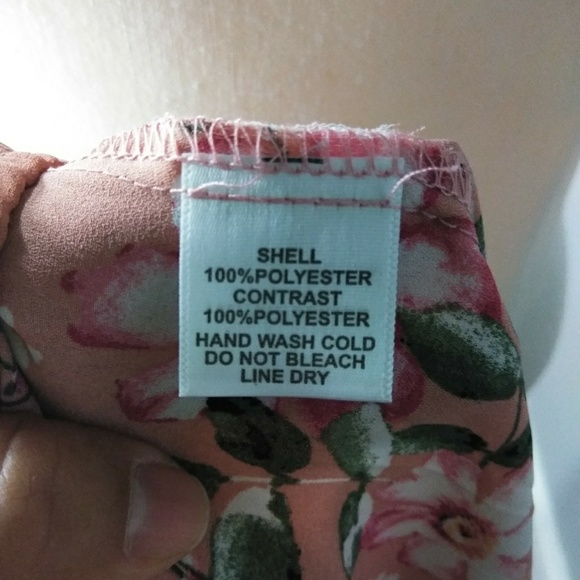 SHELL
100%POLYESTER
CONTRAST
100%POLYESTER
HAND WASH COLD
DO NOT BLEACH
LINE DRY